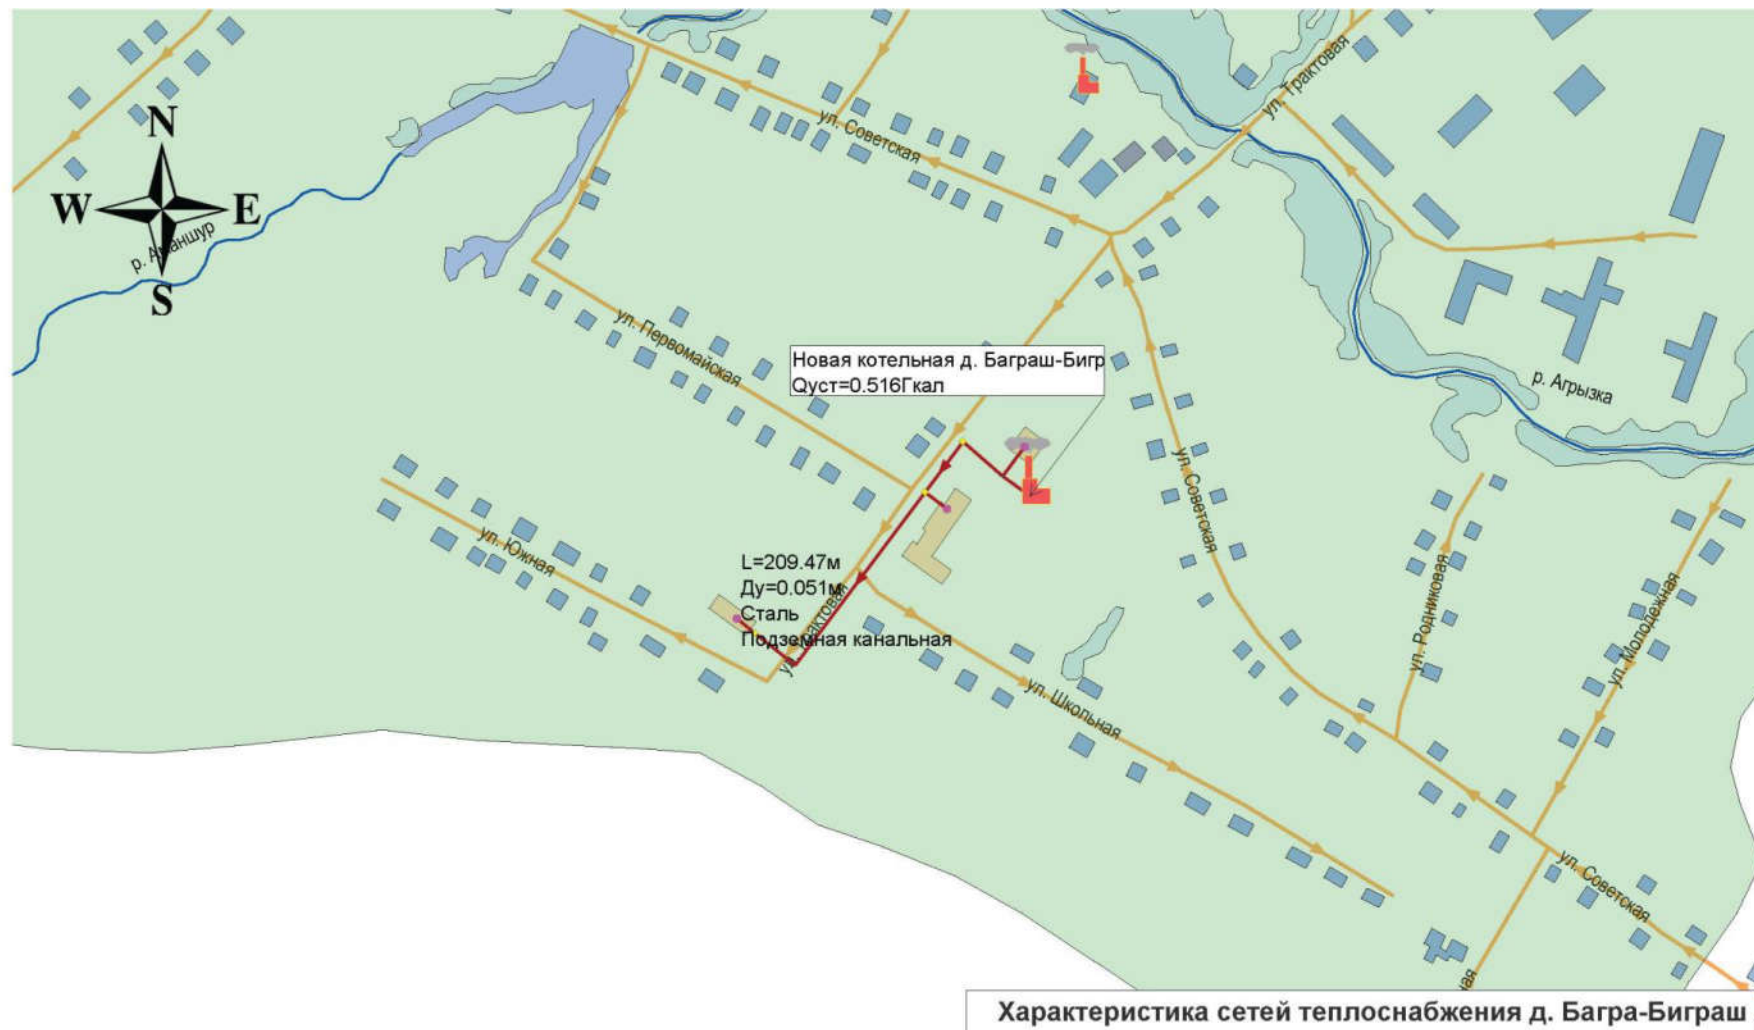 N
W
E
S
р. Аманшур
ул. Советская
ул. Трактовая
ул. Первомайская
Новая котельная д. Баграш-Бигр
Qуст=0.516Гкал
р. Агрызка
ул. Южная
ул. Советская
L=209.47м
Ду=0.051м
Сталь
Подземная канальная
ул. Родниковая
ул. Молодежная
ул. Школьная
ул. Советская
ная
Характеристика сетей теплоснабжения д. Багра-Биграш